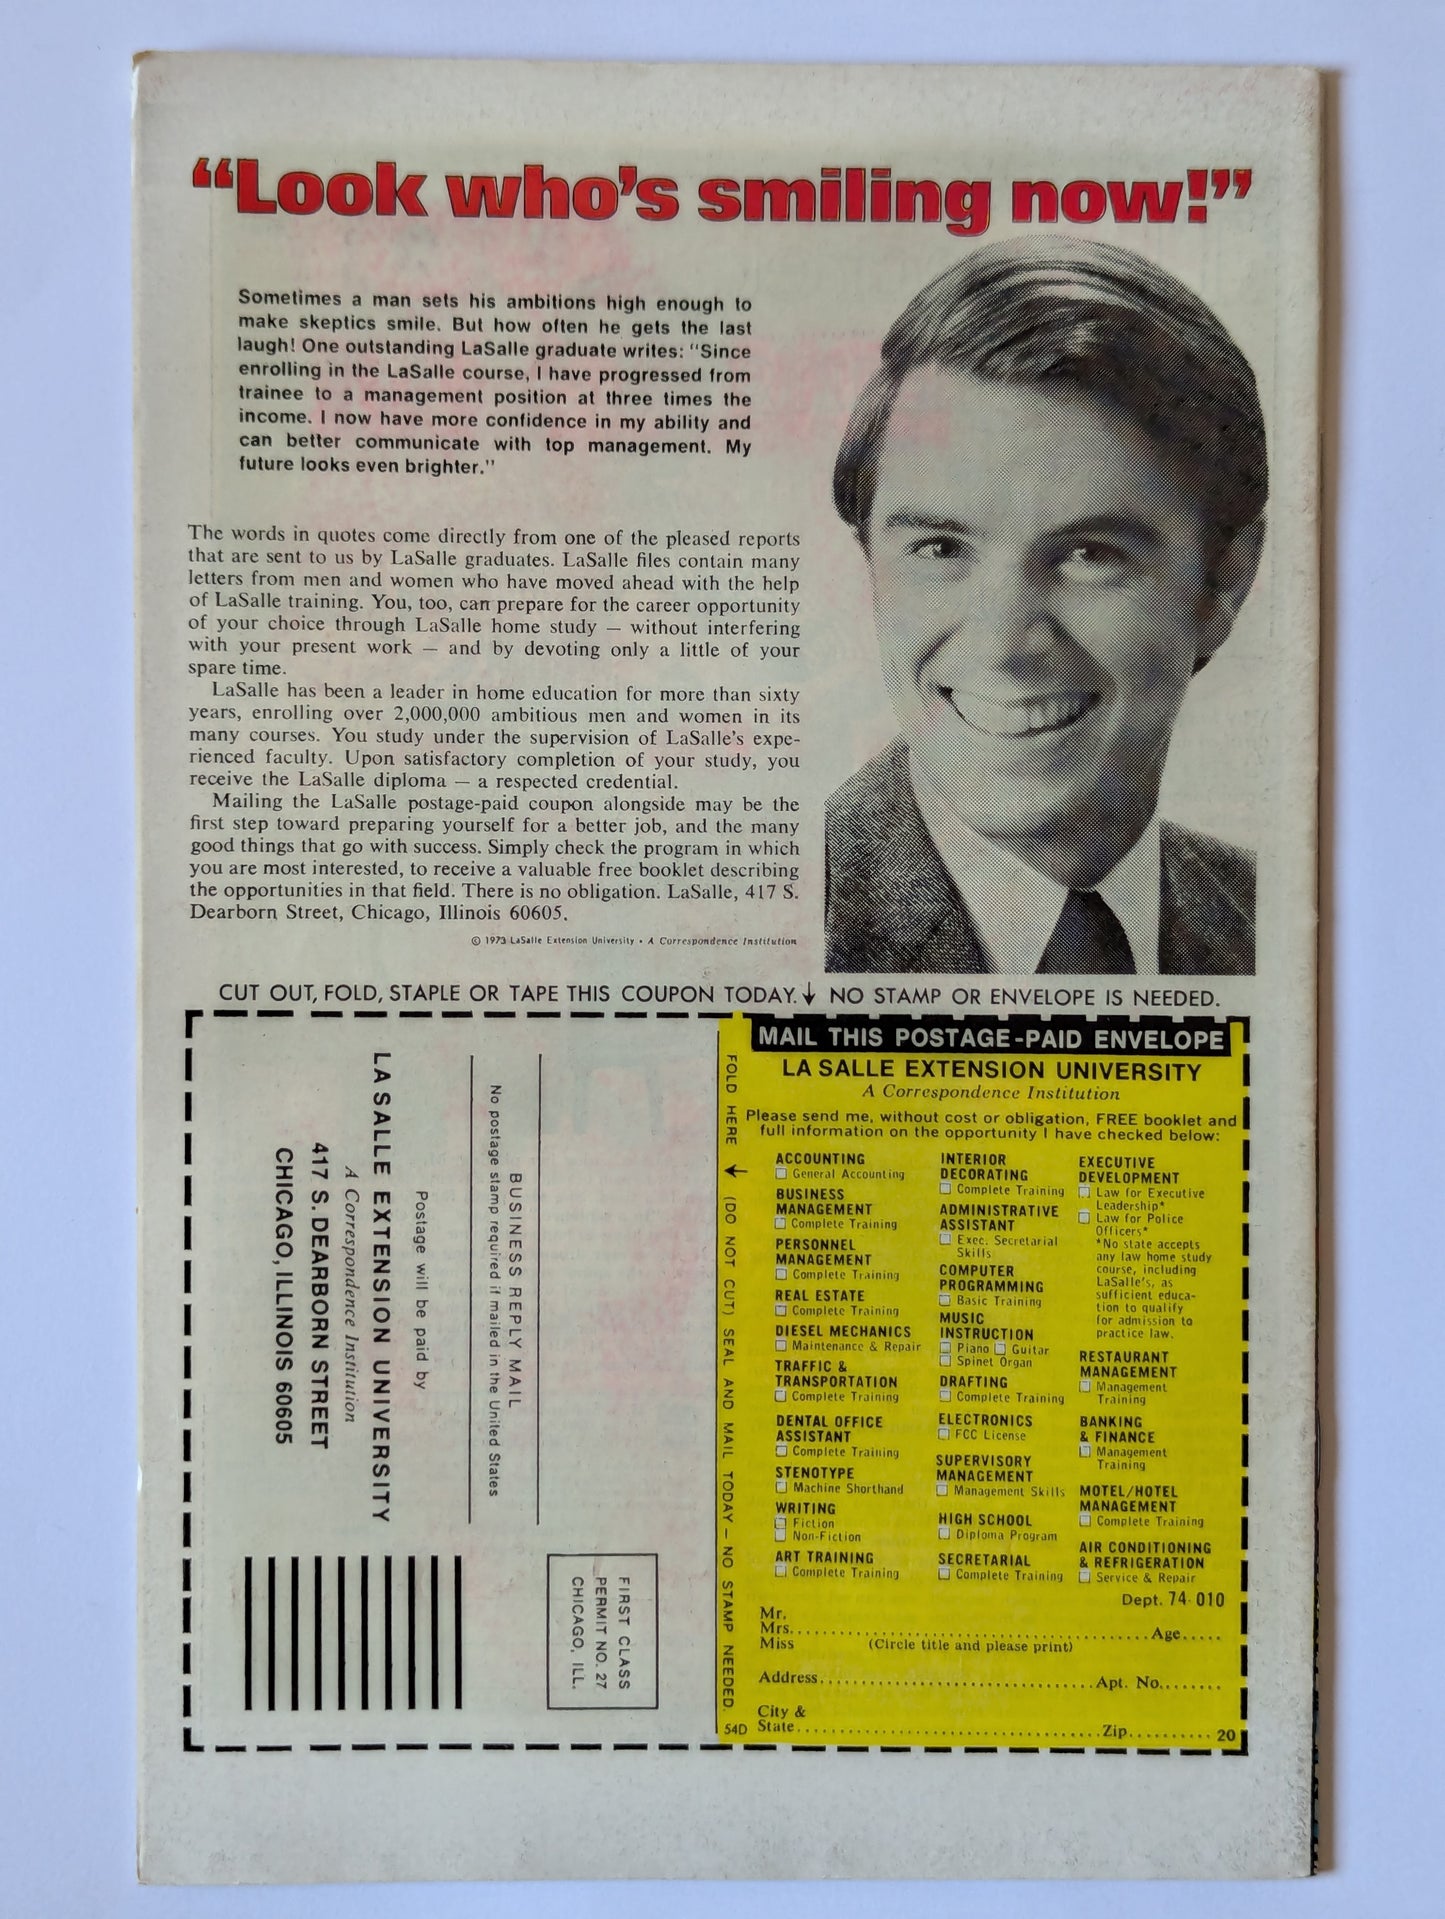 “Look who’s smiling now!”
Sometimes a man sets his ambitions high enough to
make skeptics smile. But how often he gets the last
laugh! One outstanding LaSalle graduate writes: “Since
enrolling in the LaSalle course, I have progressed from
trainee to a management position at three times the
income. I now have more confidence in my ability and
can better communicate with top management. My
future looks even brighter.”
The words in quotes come directly from one of the pleased reports
that are sent to us by LaSalle graduates. LaSalle files contain many
letters from men and women who have moved ahead with the help
of LaSalle training. You, too, can prepare for the career opportunity
of your choice through LaSalle home study — without interfering
with your present work — and by devoting only a little of your
spare time.
LaSalle has been a leader in home education for more than sixty
years, enrolling over 2,000,000 ambitious men and women in its
many courses. You study under the supervision of LaSalle’s expe-
rienced faculty. Upon satisfactory completion of your study, you
receive the LaSalle diploma — a respected credential.
Mailing the LaSalle postage-paid coupon alongside may be the
first step toward preparing yourself for a better job, and the many
good things that go with success. Simply check the program in which
you are most interested, to receive a valuable free booklet describing
the opportunities in that field. There is no obligation. LaSalle, 417 S.
Dearborn Street, Chicago, Illinois 60605.
© 1973 LaSalle Extension University • A Correspondence Institution
CUT OUT, FOLD, STAPLE OR TAPE THIS COUPON TODAY. ↓ NO STAMP OR ENVELOPE IS NEEDED.
FIRST CLASS
PERMIT NO. 27
CHICAGO, ILL.
BUSINESS REPLY MAIL
No postage stamp required if mailed in the United States
Postage will be paid by
LA SALLE EXTENSION UNIVERSITY
A Correspondence Institution
417 S. DEARBORN STREET
CHICAGO, ILLINOIS 60605
FOLD HERE ← (DO NOT CUT) SEAL AND MAIL TODAY – NO STAMP NEEDED.
54D
MAIL THIS POSTAGE-PAID ENVELOPE
LA SALLE EXTENSION UNIVERSITY
A Correspondence Institution
Please send me, without cost or obligation, FREE booklet and
full information on the opportunity I have checked below:
ACCOUNTING
☐ General Accounting
BUSINESS
MANAGEMENT
☐ Complete Training
PERSONNEL
MANAGEMENT
☐ Complete Training
REAL ESTATE
☐ Complete Training
DIESEL MECHANICS
☐ Maintenance & Repair
TRAFFIC &
TRANSPORTATION
☐ Complete Training
DENTAL OFFICE
ASSISTANT
☐ Complete Training
STENOTYPE
☐ Machine Shorthand
WRITING
☐ Fiction
☐ Non-Fiction
ART TRAINING
☐ Complete Training
INTERIOR
DECORATING
☐ Complete Training
ADMINISTRATIVE
ASSISTANT
☐ Exec. Secretarial
Skills
COMPUTER
PROGRAMMING
☐ Basic Training
MUSIC
INSTRUCTION
☐ Piano ☐ Guitar
☐ Spinet Organ
DRAFTING
☐ Complete Training
ELECTRONICS
☐ FCC License
SUPERVISORY
MANAGEMENT
☐ Management Skills
HIGH SCHOOL
☐ Diploma Program
SECRETARIAL
☐ Complete Training
EXECUTIVE
DEVELOPMENT
☐ Law for Executive
Leadership*
☐ Law for Police
Officers*
*No state accepts
any law home study
course, including
LaSalle's, as
sufficient educa-
tion to qualify
for admission to
practice law.
RESTAURANT
MANAGEMENT
☐ Management
Training
BANKING
& FINANCE
☐ Management
Training
MOTEL/HOTEL
MANAGEMENT
☐ Complete Training
AIR CONDITIONING
& REFRIGERATION
☐ Service & Repair
Dept. 74-010
Mr.
Mrs.......................................................Age.....
Miss (Circle title and please print)
Address.......................................Apt. No........
City &
State............................................Zip.......... 20